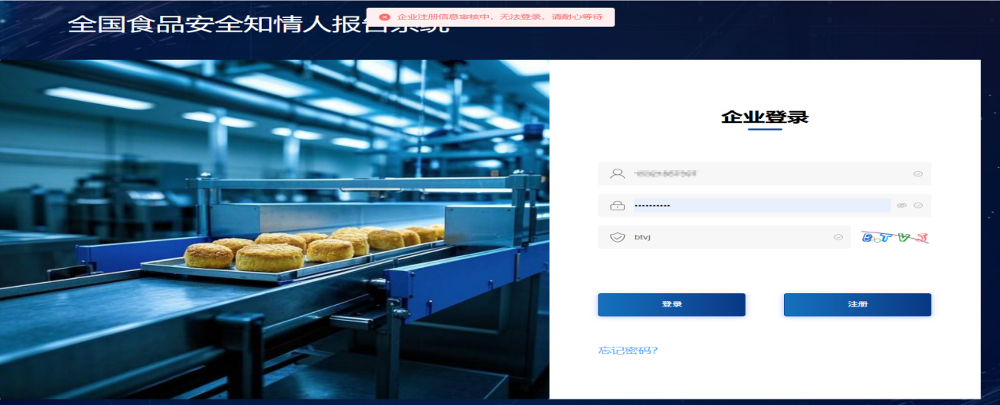 企业注册信息审核中，无法登录，请耐心等待
全国食品安全知情人报告系统
企业登录
••••••••••
btvj
B T V J
登录
注册
忘记密码?